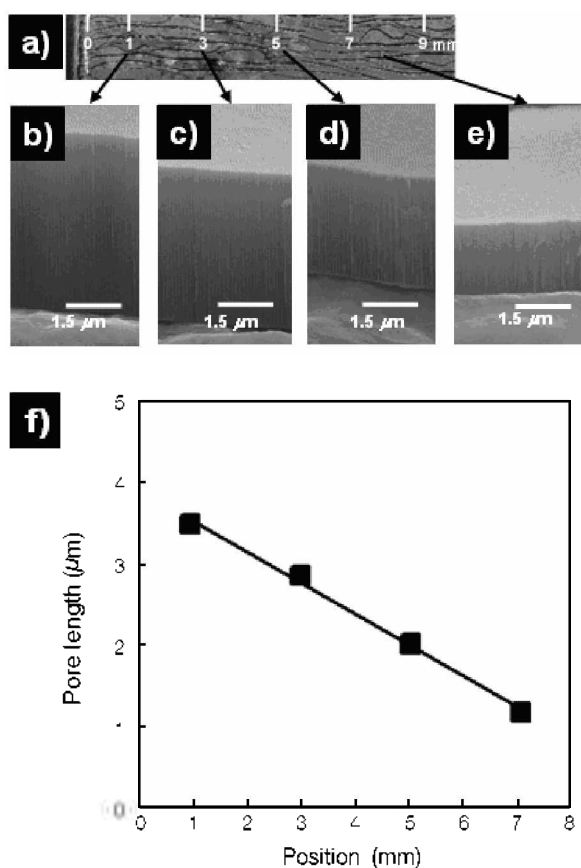 a)
0 1 3 5 7 9 mm
b) c) d) e)
1.5 µm 1.5 µm 1.5 µm 1.5 µm
f)
5
4
3
2
1
0
0 1 2 3 4 5 6 7 8
Pore length (µm)
Position (mm)